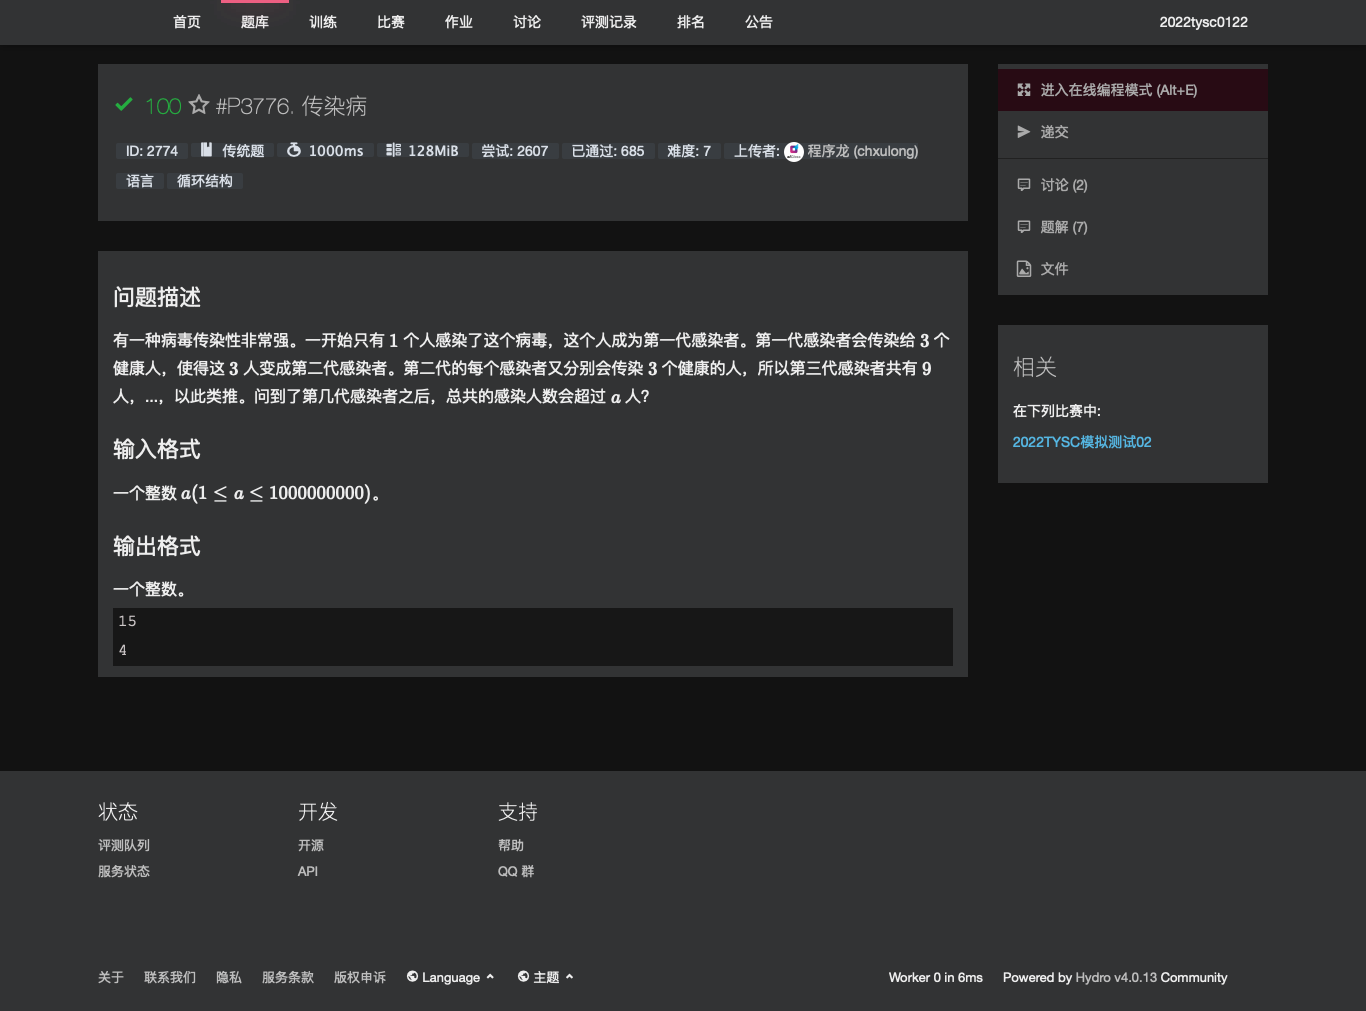 首页 题库 训练 比赛 作业 讨论 评测记录 排名 公告 2022tysc0122
100 #P3776. 传染病
ID: 2774 传统题 1000ms 128MiB 尝试: 2607 已通过: 685 难度: 7 上传者: 程序龙 (chxulong)
语言 循环结构
问题描述
有一种病毒传染性非常强。一开始只有 1 个人感染了这个病毒，这个人成为第一代感染者。第一代感染者会传染给 3 个
健康人，使得这 3 人变成第二代感染者。第二代的每个感染者又分别会传染 3 个健康的人，所以第三代感染者共有 9
人，...，以此类推。问到了第几代感染者之后，总共的感染人数会超过 a 人?
输入格式
一个整数 a(1 ≤ a ≤ 1000000000)。
输出格式
一个整数。
15
4
进入在线编程模式 (Alt+E)
递交
讨论 (2)
题解 (7)
文件
相关
在下列比赛中:
2022TYSC模拟测试02
状态 开发 支持
评测队列 开源 帮助
服务状态 API QQ 群
关于 联系我们 隐私 服务条款 版权申诉 Language 主题 Worker 0 in 6ms Powered by Hydro v4.0.13 Community